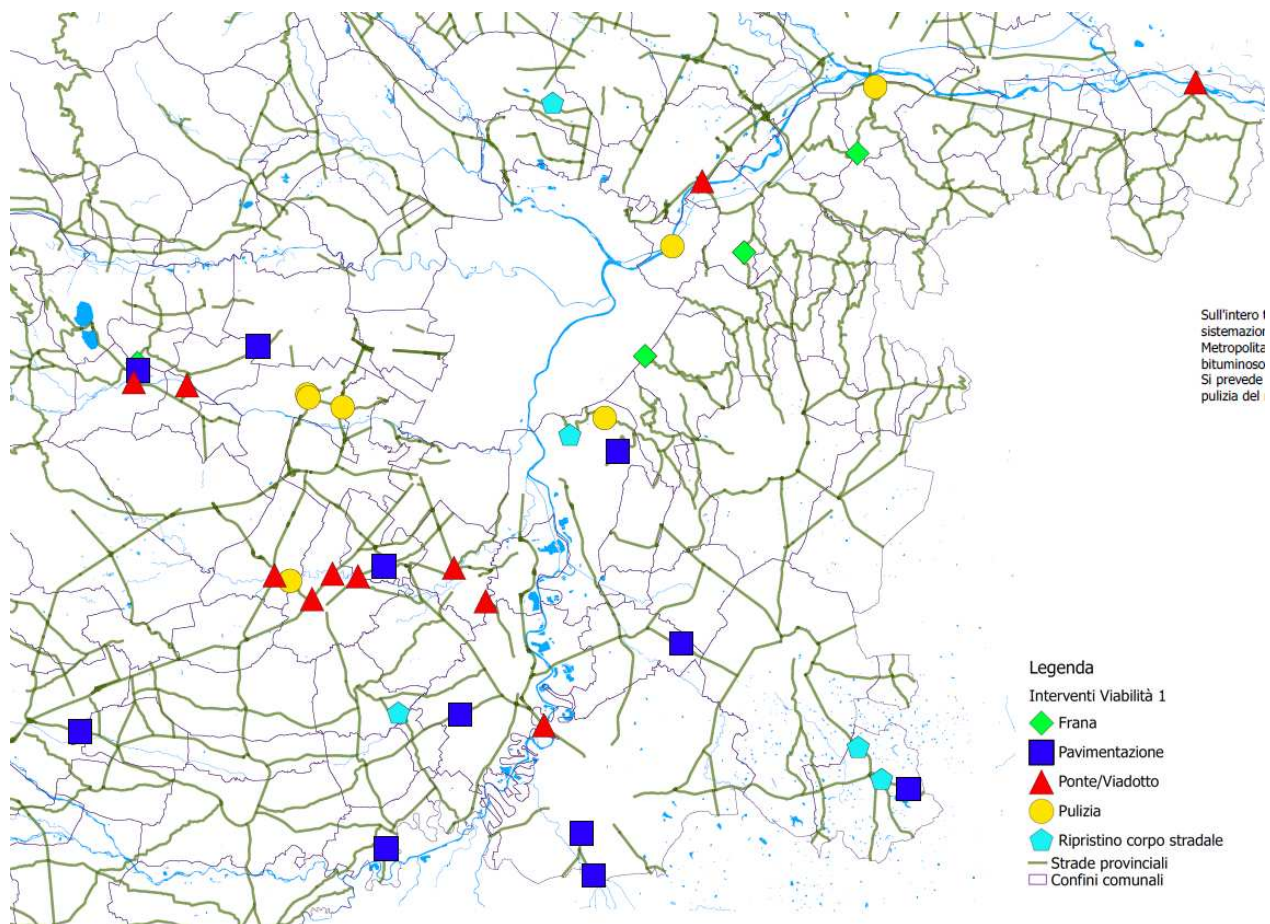 Sull'intero
sistemazion
Metropolita
bituminoso
Si prevede
pulizia del
Legenda
Interventi Viabilità 1
Frana
Pavimentazione
Ponte/Viadotto
Pulizia
Ripristino corpo stradale
Strade provinciali
Confini comunali